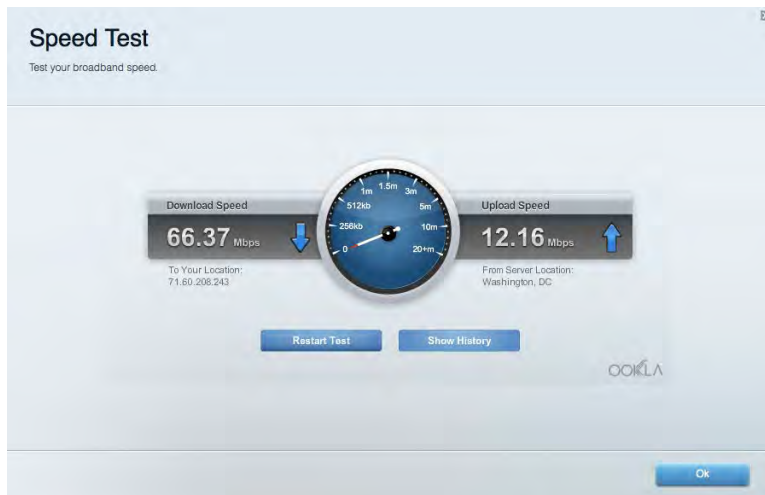 Speed Test
Test your broadband speed.
Download Speed
66.37 Mbps
To Your Location:
71.60.208.243
0
256kb
512kb
1m
1.5m
3m
5m
10m
20+m
Upload Speed
12.16 Mbps
From Server Location:
Washington, DC
Restart Test
Show History
OOKLA
Ok